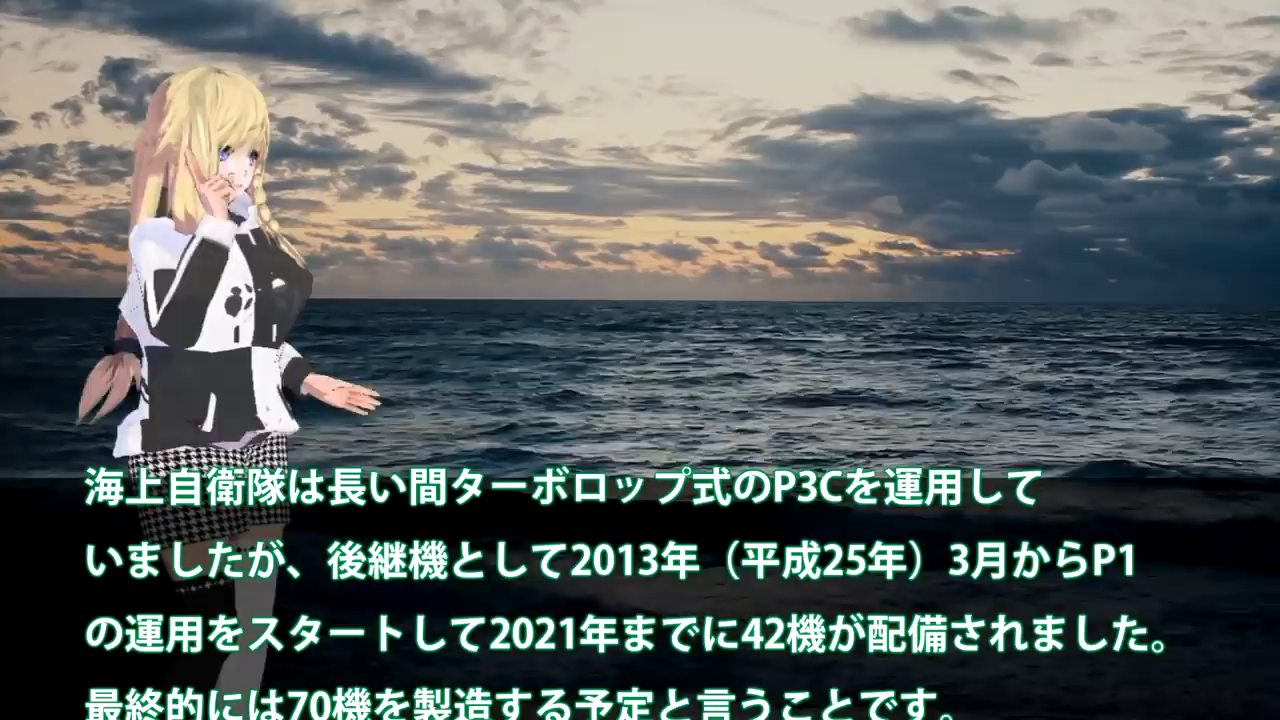 海上自衛隊は長い間ターボロップ式のP3Cを運用して
いましたが、後継機として2013年（平成25年）3月からP1
の運用をスタートして2021年までに42機が配備されました。
最終的には70機を製造する予定と言うことです。